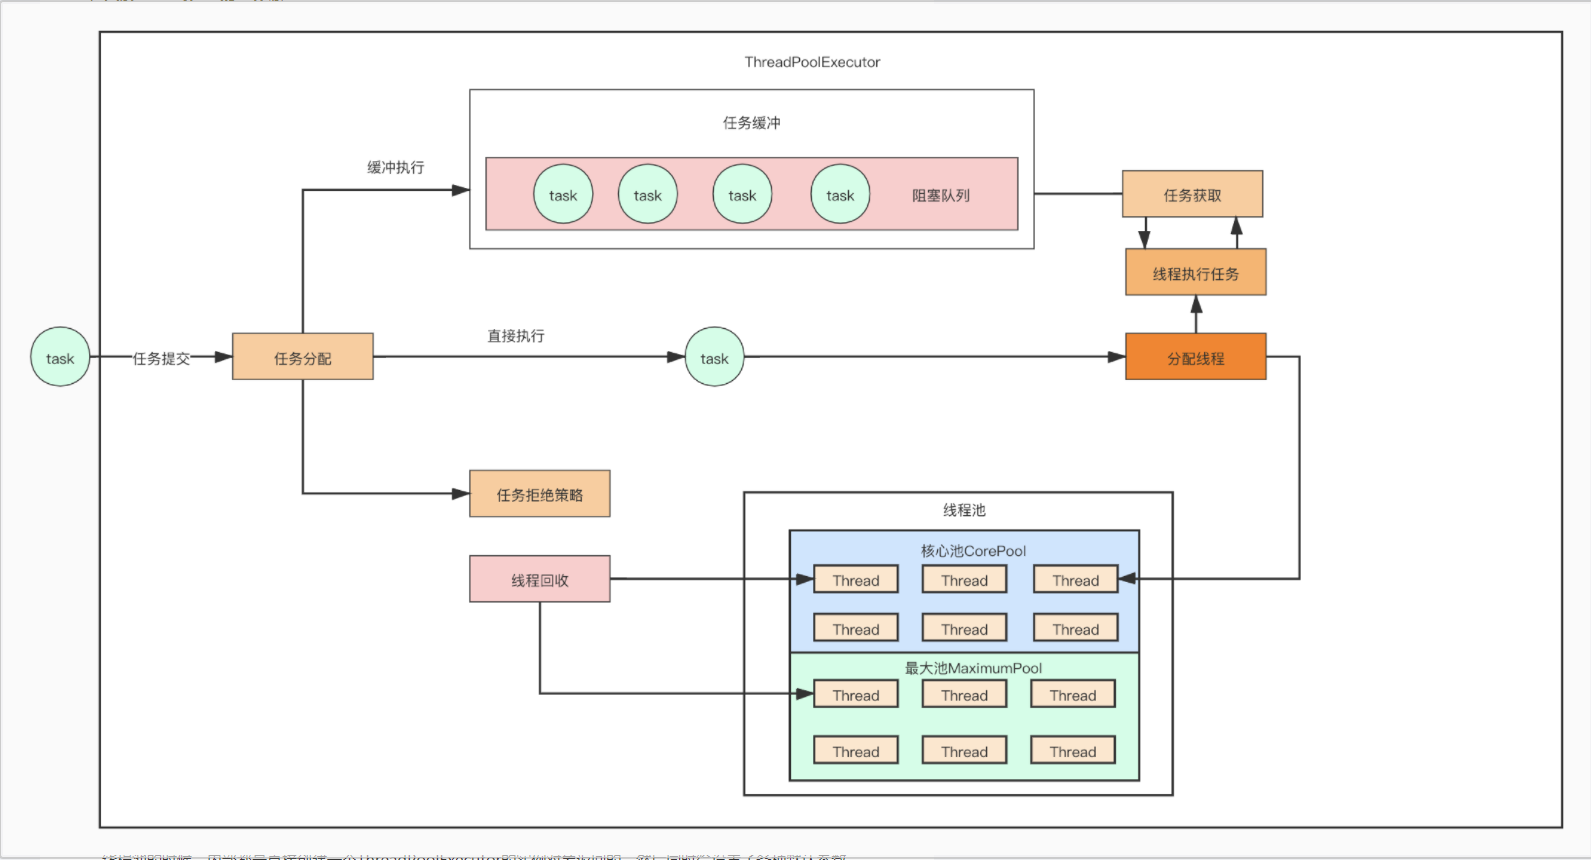 ThreadPoolExecutor
任务缓冲
缓冲执行
task
task
task
task
阻塞队列
任务获取
线程执行任务
直接执行
task
任务提交
任务分配
task
分配线程
任务拒绝策略
线程池
核心池CorePool
线程回收
Thread
Thread
Thread
Thread
Thread
Thread
最大池MaximumPool
Thread
Thread
Thread
Thread
Thread
Thread